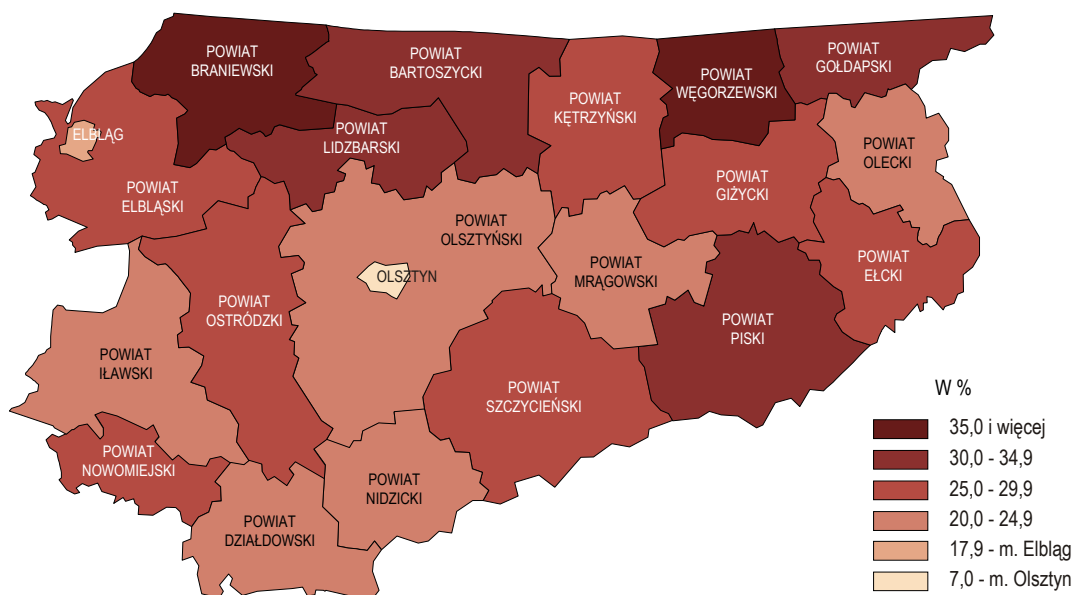 POWIAT
BRANIEWSKI
POWIAT
BARTOSZYCKI
POWIAT
GOŁDAPSKI
POWIAT
WĘGORZEWSKI
POWIAT
KĘTRZYŃSKI
ELBLĄG
POWIAT
LIDZBARSKI
POWIAT
OLECKI
POWIAT
ELBLĄSKI
POWIAT
GIŻYCKI
POWIAT
OLSZTYŃSKI
OLSZTYN
POWIAT
MRĄGOWSKI
POWIAT
EŁCKI
POWIAT
OSTRÓDZKI
POWIAT
PISKI
POWIAT
IŁAWSKI
POWIAT
SZCZYCIEŃSKI
POWIAT
NOWOMIEJSKI
POWIAT
NIDZICKI
POWIAT
DZIAŁDOWSKI
W %
35,0 i więcej
30,0 - 34,9
25,0 - 29,9
20,0 - 24,9
17,9 - m. Elbląg
7,0 - m. Olsztyn